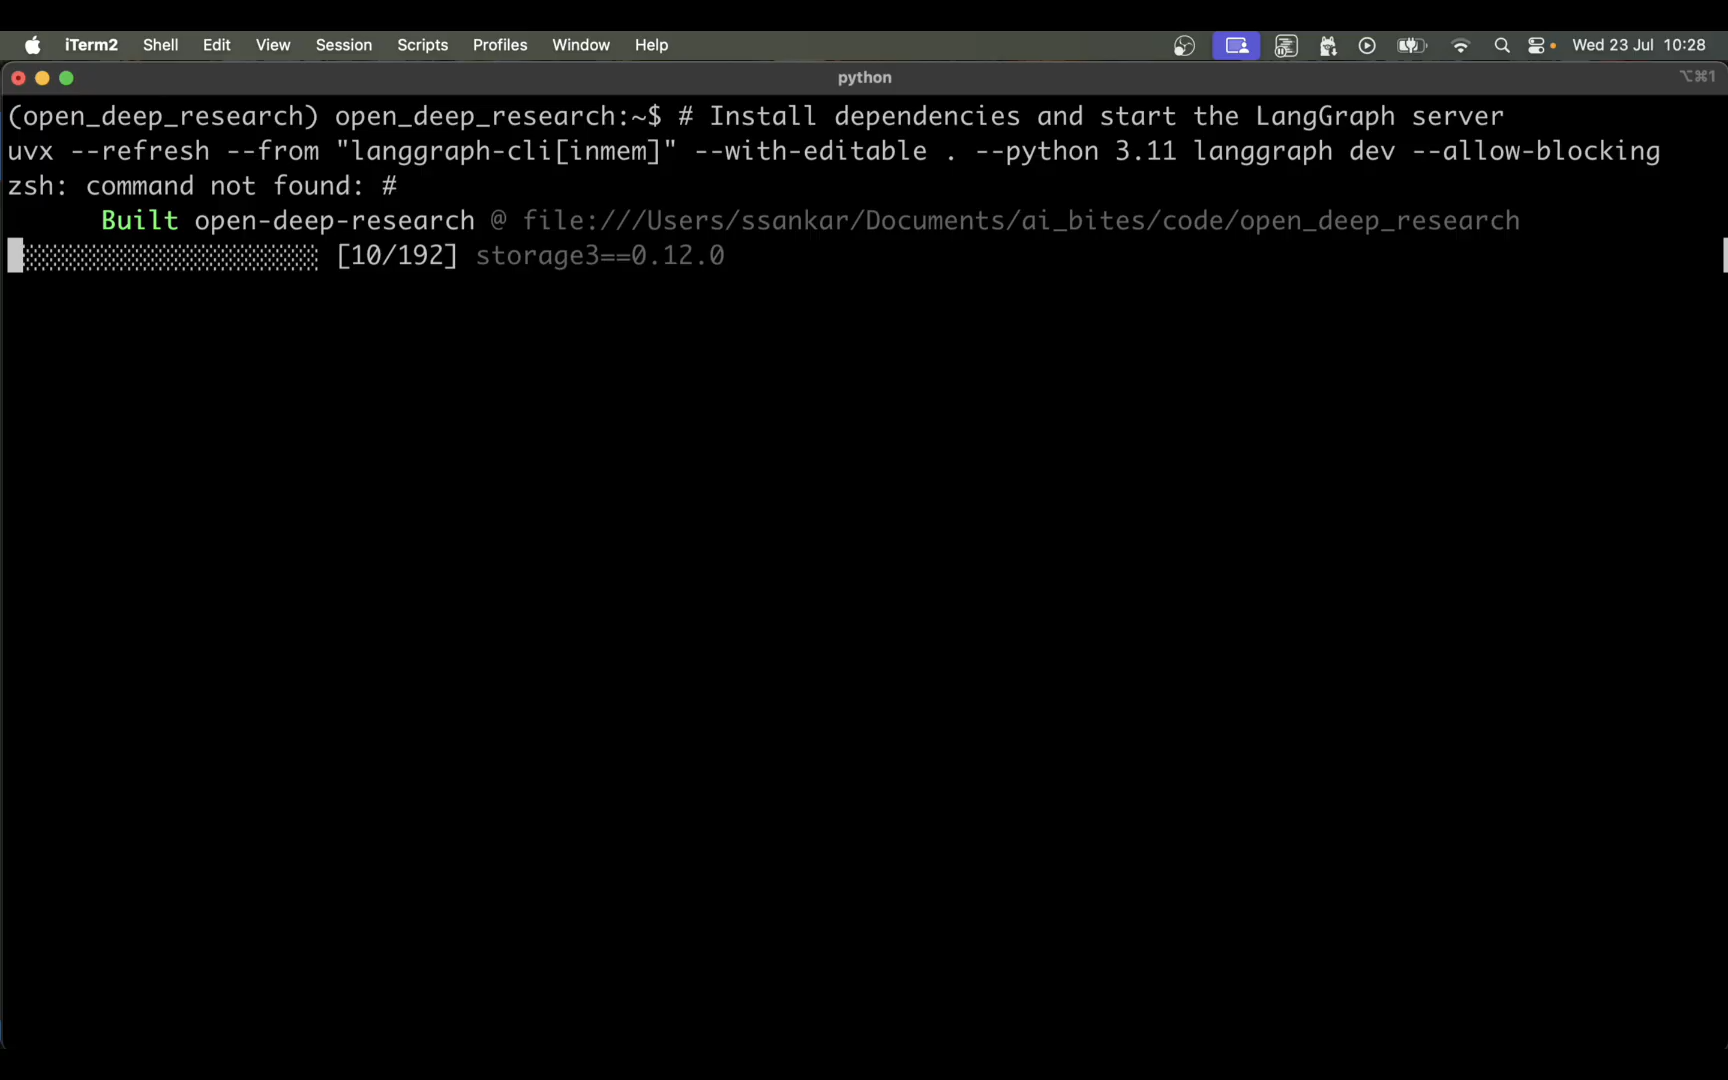 iTerm2 Shell Edit View Session Scripts Profiles Window Help Wed 23 Jul 10:28
python ⌥⌘1
(open_deep_research) open_deep_research:~$ # Install dependencies and start the LangGraph server
uvx --refresh --from "langgraph-cli[inmem]" --with-editable . --python 3.11 langgraph dev --allow-blocking
zsh: command not found: #
Built open-deep-research @ file:///Users/ssankar/Documents/ai_bites/code/open_deep_research
[10/192] storage3==0.12.0